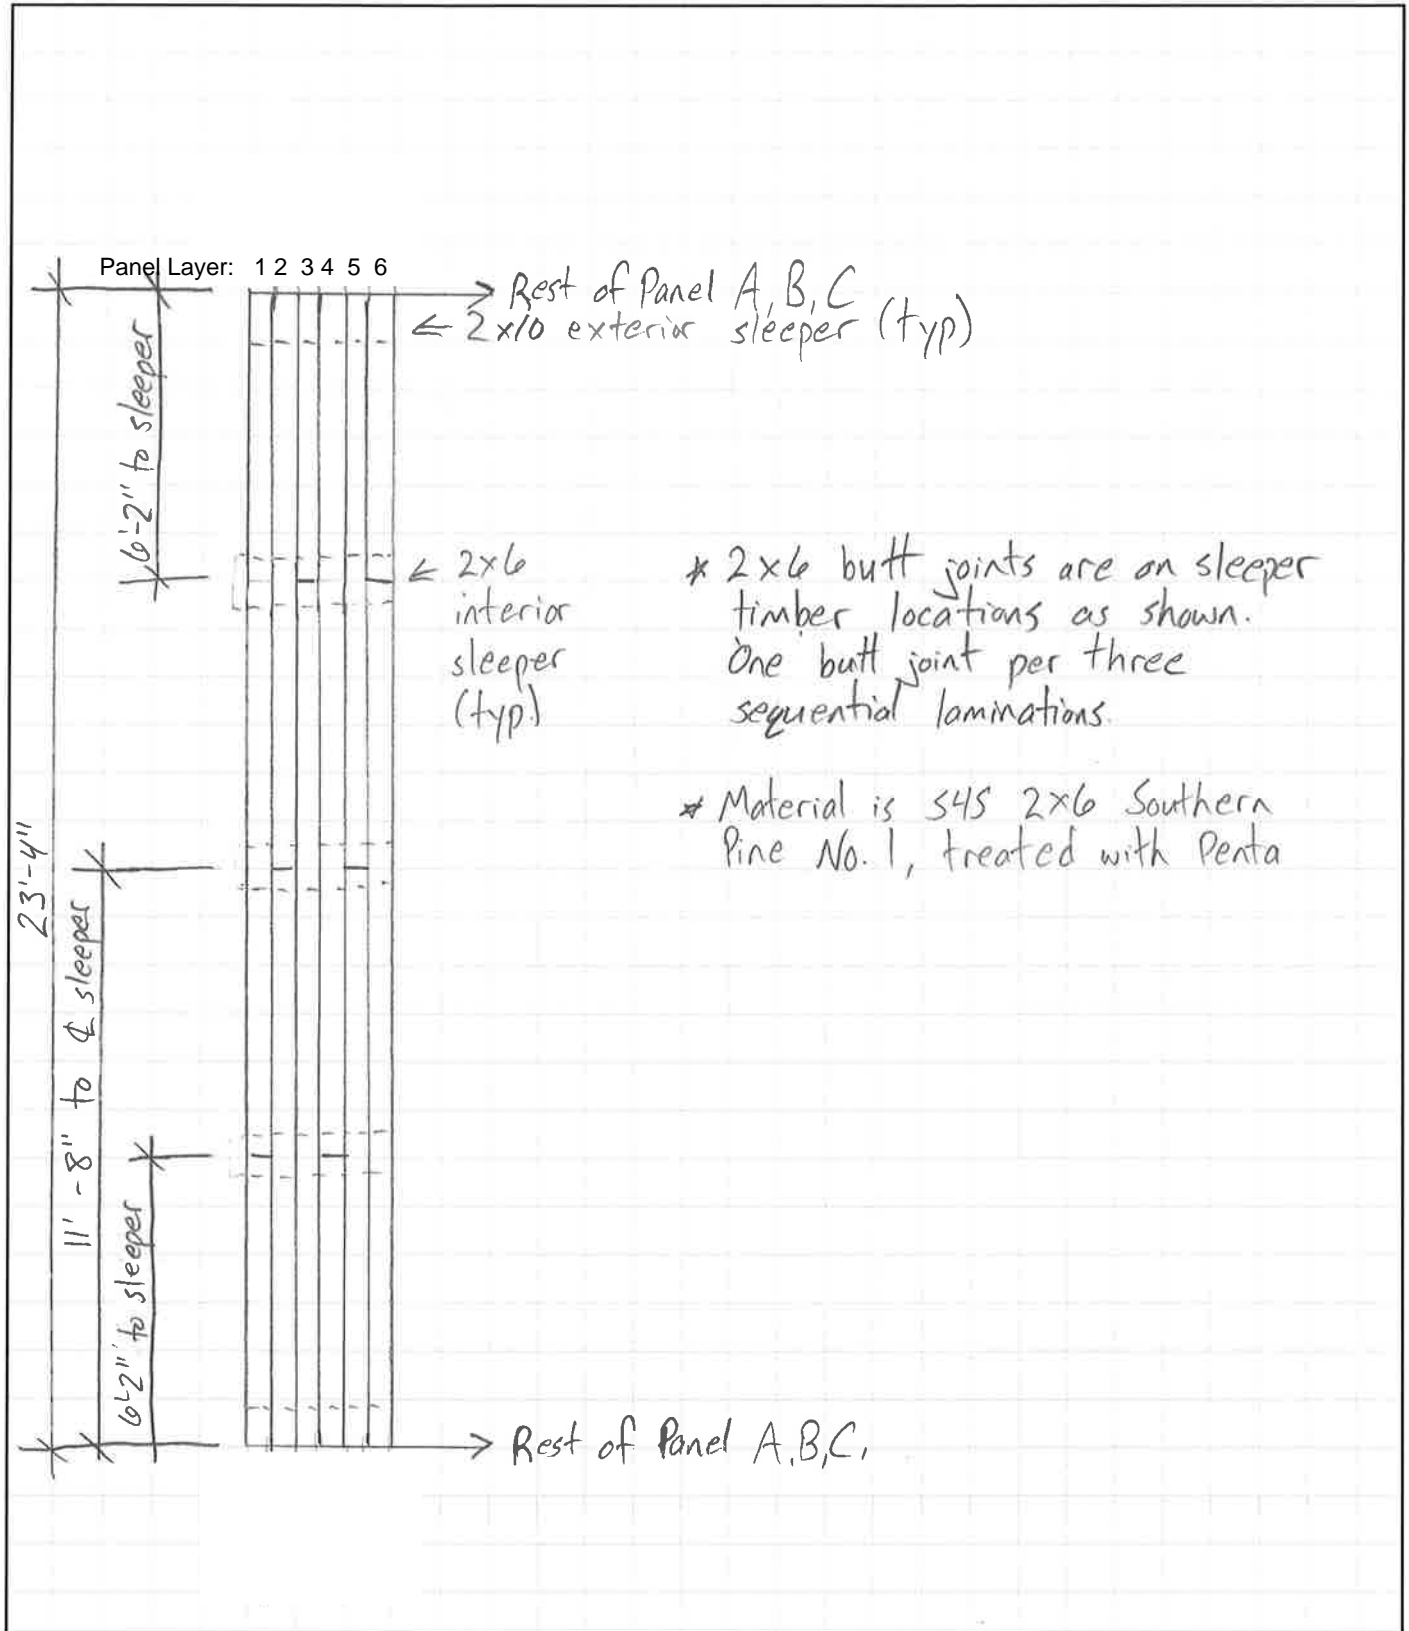 Panel Layer: 1 2 3 4 5 6
Rest of Panel A, B, C
2x10 exterior sleeper (typ)
6'-2" to sleeper
2x6
interior
sleeper
(typ.)
* 2x6 butt joints are on sleeper
timber locations as shown.
One butt joint per three
sequential laminations.
* Material is S4S 2x6 Southern
Pine No. 1, treated with Penta
23'-4"
11'-8" to ℄ sleeper
6'-2" to sleeper
Rest of Panel A,B,C,